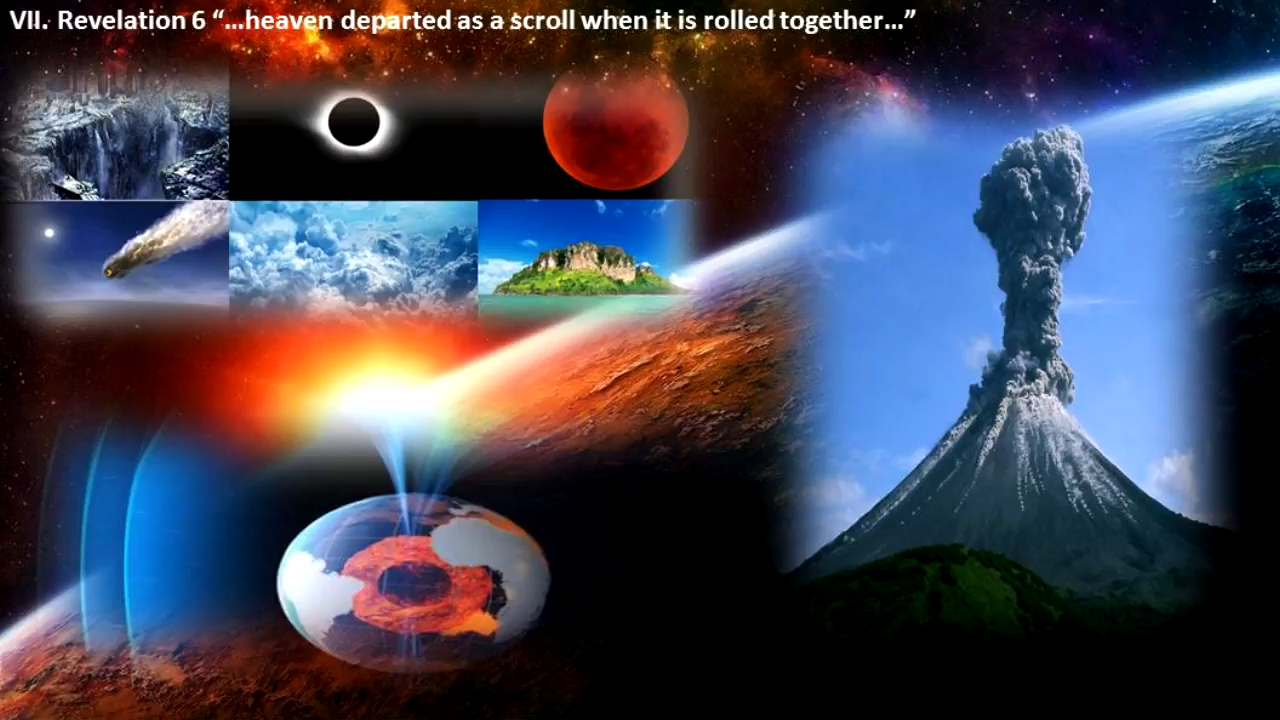 VII. Revelation 6 “…heaven departed as a scroll when it is rolled together…”